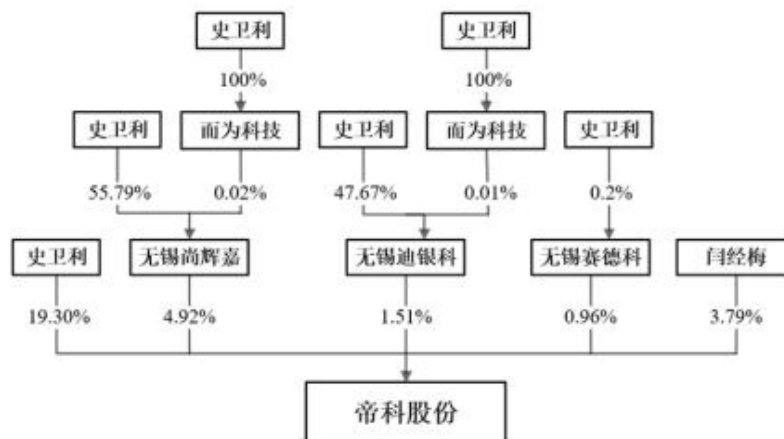 史卫利 史卫利
100% 100%
史卫利 而为科技 史卫利 而为科技 史卫利
55.79% 0.02% 47.67% 0.01% 0.2%
史卫利 无锡尚辉嘉 无锡迪银科 无锡赛德科 闫经梅
19.30% 4.92% 1.51% 0.96% 3.79%
帝科股份